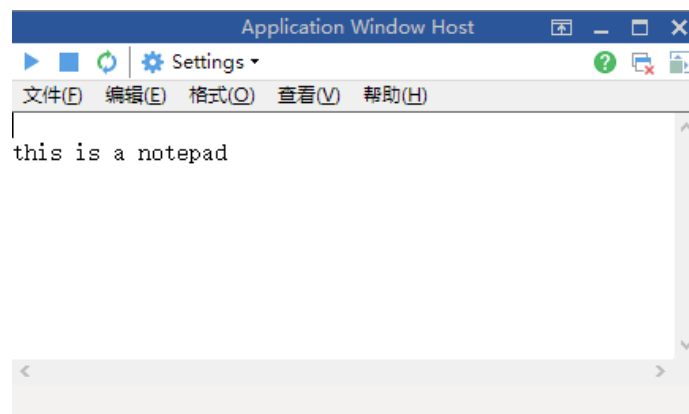 Application Window Host
Settings
文件(F) 编辑(E) 格式(O) 查看(V) 帮助(H)
this is a notepad